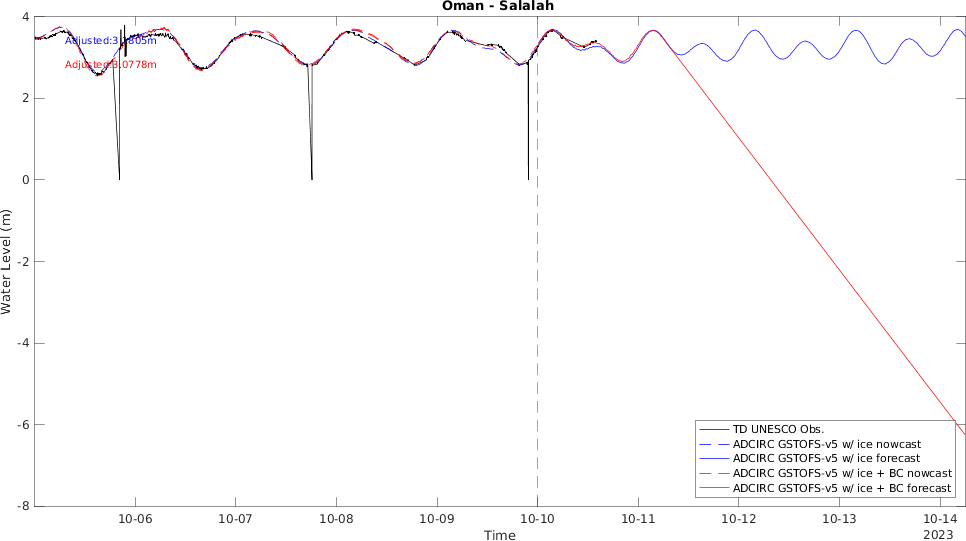 Oman - Salalah
Adjusted:3.1805m
Adjusted:3.0778m
4
2
0
-2
-4
-6
-8
Water Level (m)
10-06
10-07
10-08
10-09
10-10
10-11
10-12
10-13
10-14
Time
2023
TD UNESCO Obs.
ADCIRC GSTOFS-v5 w/ ice nowcast
ADCIRC GSTOFS-v5 w/ ice forecast
ADCIRC GSTOFS-v5 w/ ice + BC nowcast
ADCIRC GSTOFS-v5 w/ ice + BC forecast